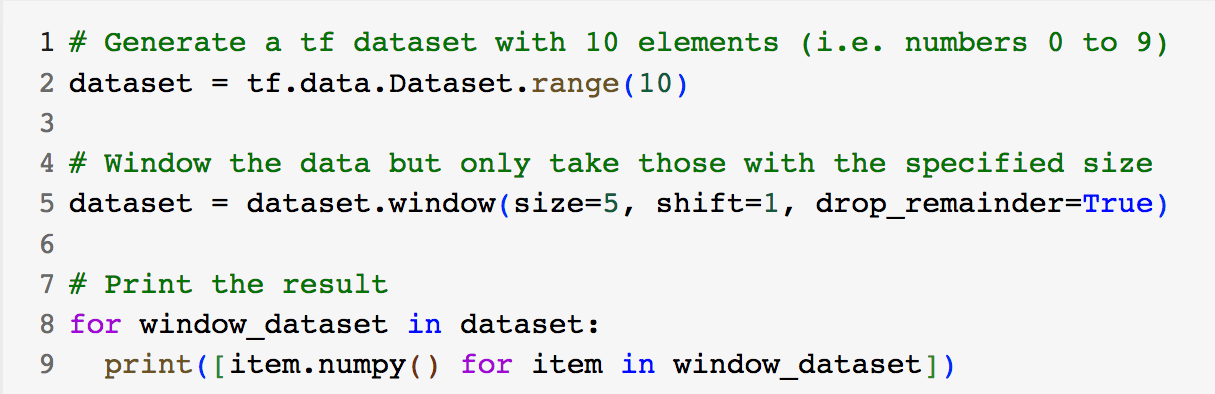 1 # Generate a tf dataset with 10 elements (i.e. numbers 0 to 9)
2 dataset = tf.data.Dataset.range(10)
3
4 # Window the data but only take those with the specified size
5 dataset = dataset.window(size=5, shift=1, drop_remainder=True)
6
7 # Print the result
8 for window_dataset in dataset:
9   print([item.numpy() for item in window_dataset])